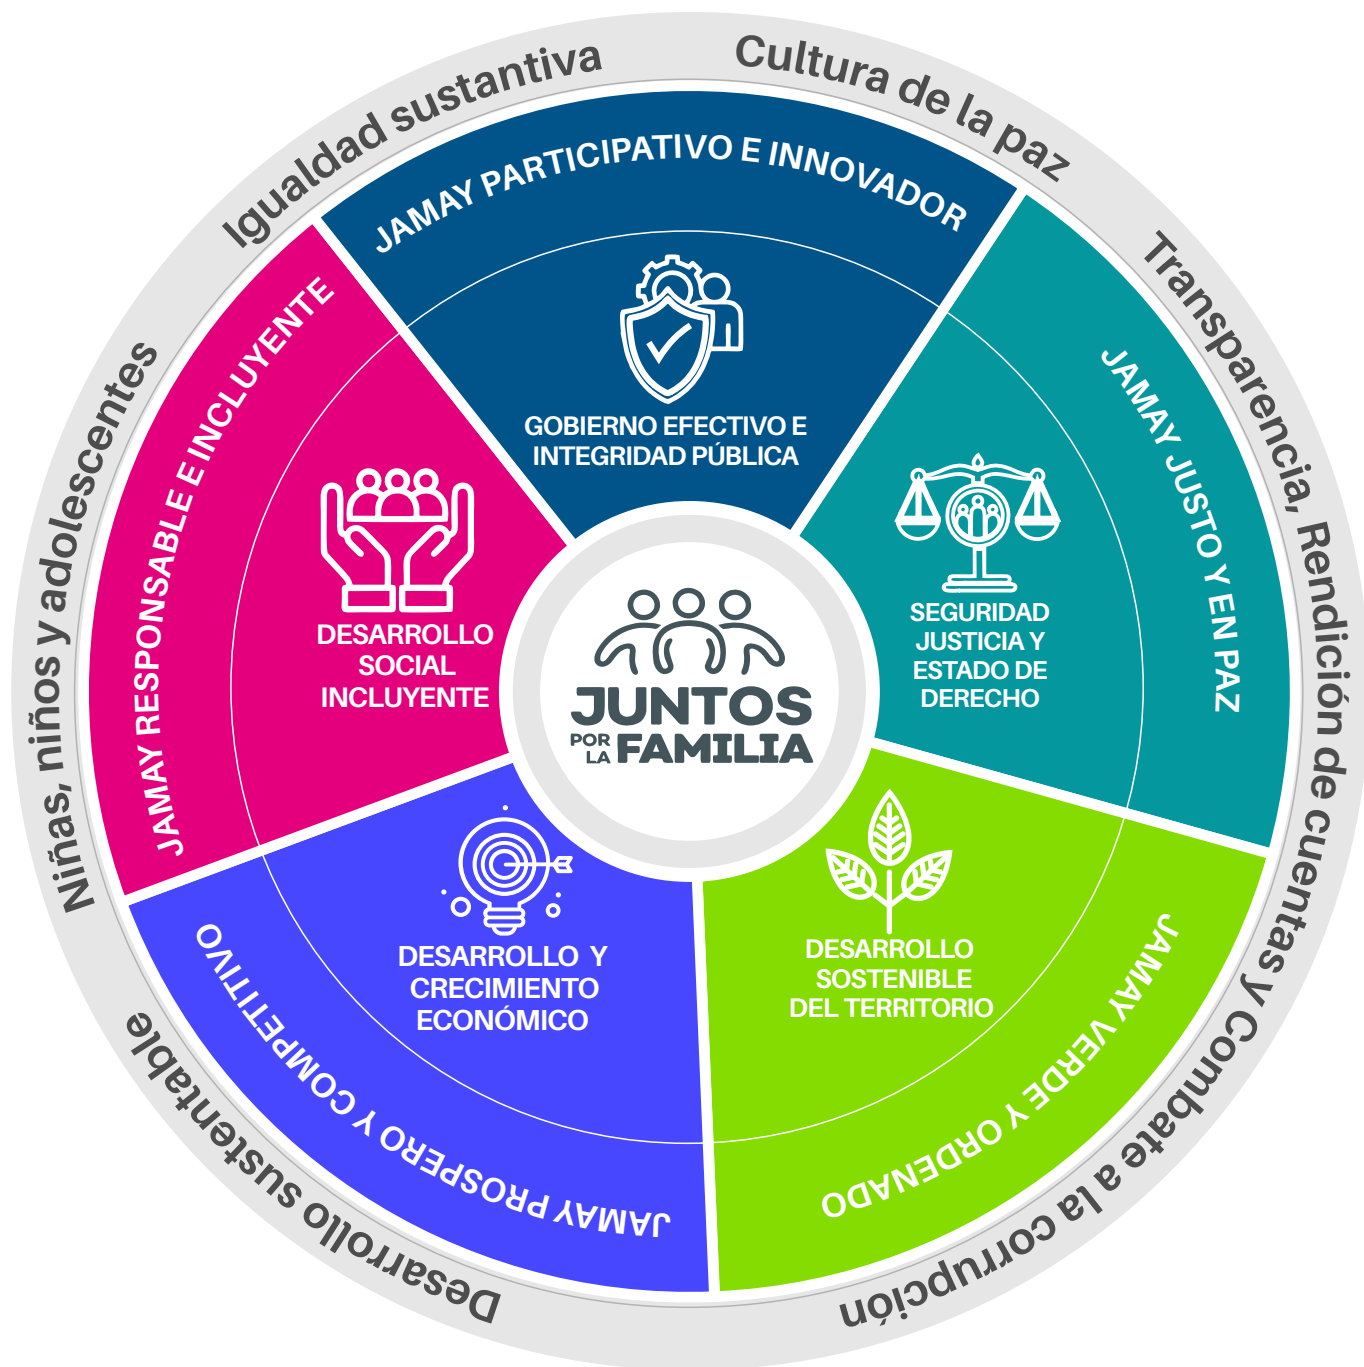 Igualdad sustantiva
Cultura de la paz
Transparencia, Rendición de cuentas y Combate a la corrupción
Desarrollo sustentable
Niñas, niños y adolescentes
JAMAY PARTICIPATIVO E INNOVADOR
GOBIERNO EFECTIVO E
INTEGRIDAD PÚBLICA
JAMAY JUSTO Y EN PAZ
SEGURIDAD
JUSTICIA Y
ESTADO DE
DERECHO
JAMAY VERDE Y ORDENADO
DESARROLLO
SOSTENIBLE
DEL TERRITORIO
JAMAY PROSPERO Y COMPETITIVO
DESARROLLO Y
CRECIMIENTO
ECONÓMICO
JAMAY RESPONSABLE E INCLUYENTE
DESARROLLO
SOCIAL
INCLUYENTE
JUNTOS
POR LA FAMILIA